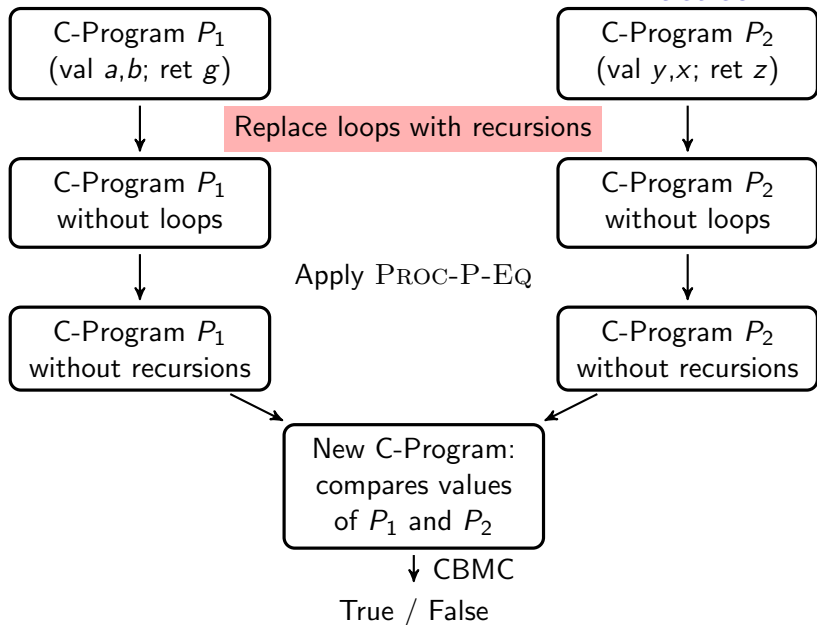 C-Program P₁
(val a,b; ret g)
C-Program P₂
(val y,x; ret z)
Replace loops with recursions
C-Program P₁
without loops
C-Program P₂
without loops
Apply PROC-P-EQ
C-Program P₁
without recursions
C-Program P₂
without recursions
New C-Program:
compares values
of P₁ and P₂
CBMC
True / False